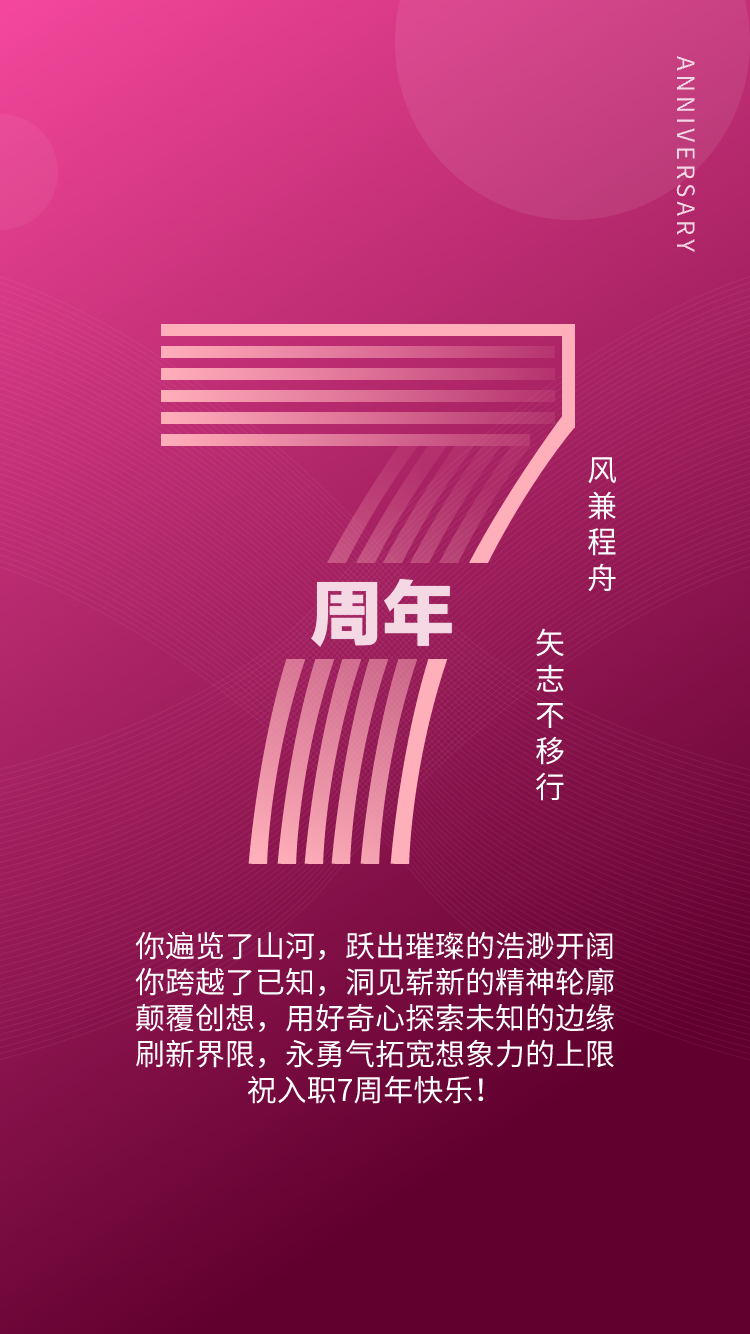 ANNIVERSARY
7
周年
风兼程舟
矢志不移行
你遍览了山河，跃出璀璨的浩渺开阔
你跨越了已知，洞见崭新的精神轮廓
颠覆创想，用好奇心探索未知的边缘
刷新界限，永勇气拓宽想象力的上限
祝入职7周年快乐！